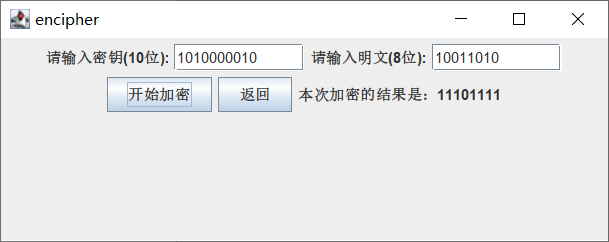 encipher
请输入密钥(10位): 1010000010 请输入明文(8位): 10011010
开始加密 返回 本次加密的结果是：11101111